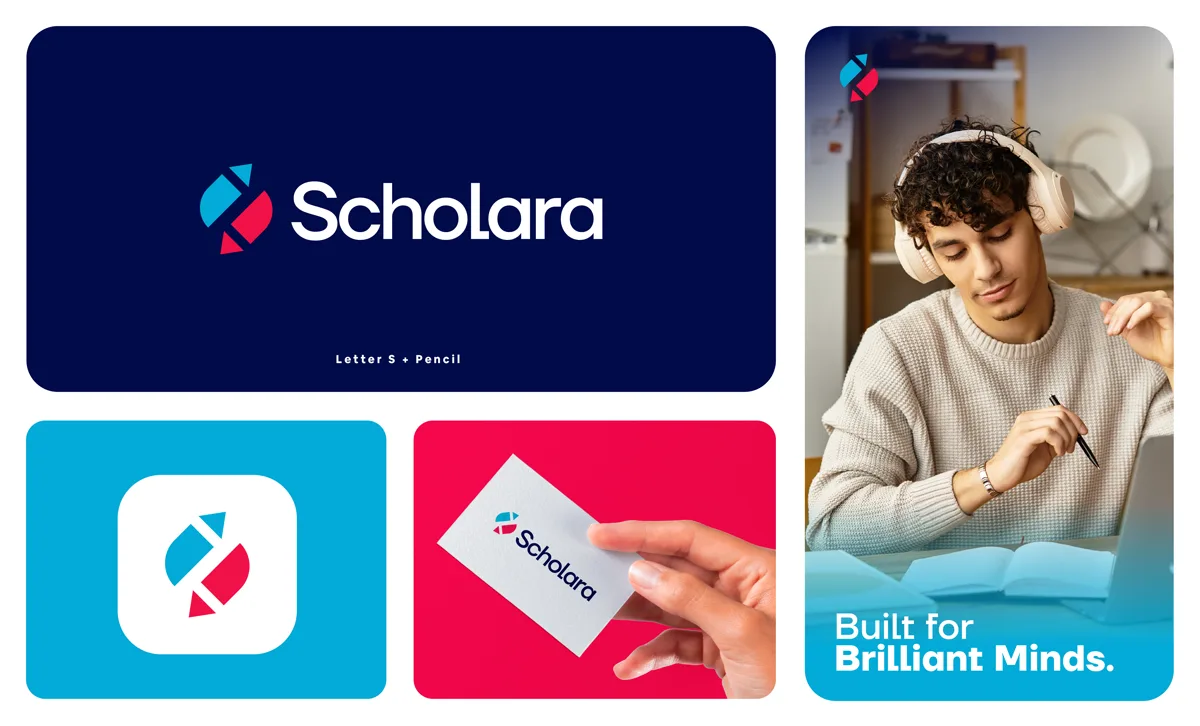 Scholara
Letter S + Pencil
Scholara
Built for
Brilliant Minds.